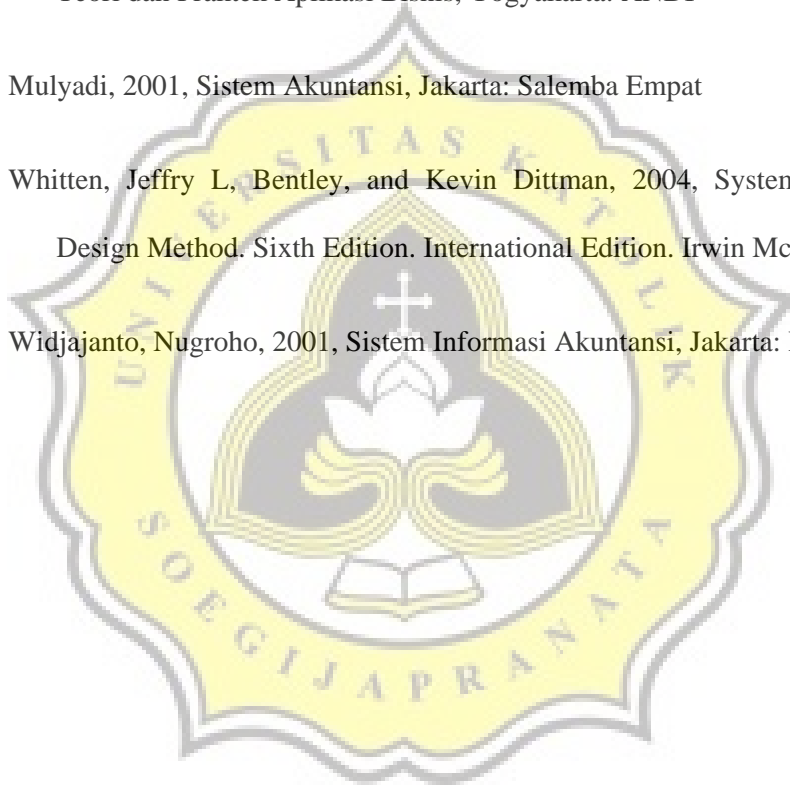 Teori dan Praktek Aplikasi Bisnis, Yogyakarta: ANDI
Mulyadi, 2001, Sistem Akuntansi, Jakarta: Salemba Empat
Whitten, Jeffry L, Bentley, and Kevin Dittman, 2004, System
Design Method. Sixth Edition. International Edition. Irwin Mc
Widjajanto, Nugroho, 2001, Sistem Informasi Akuntansi, Jakarta:
UNIVERSITAS KATOLIK
SOEGIJAPRANATA